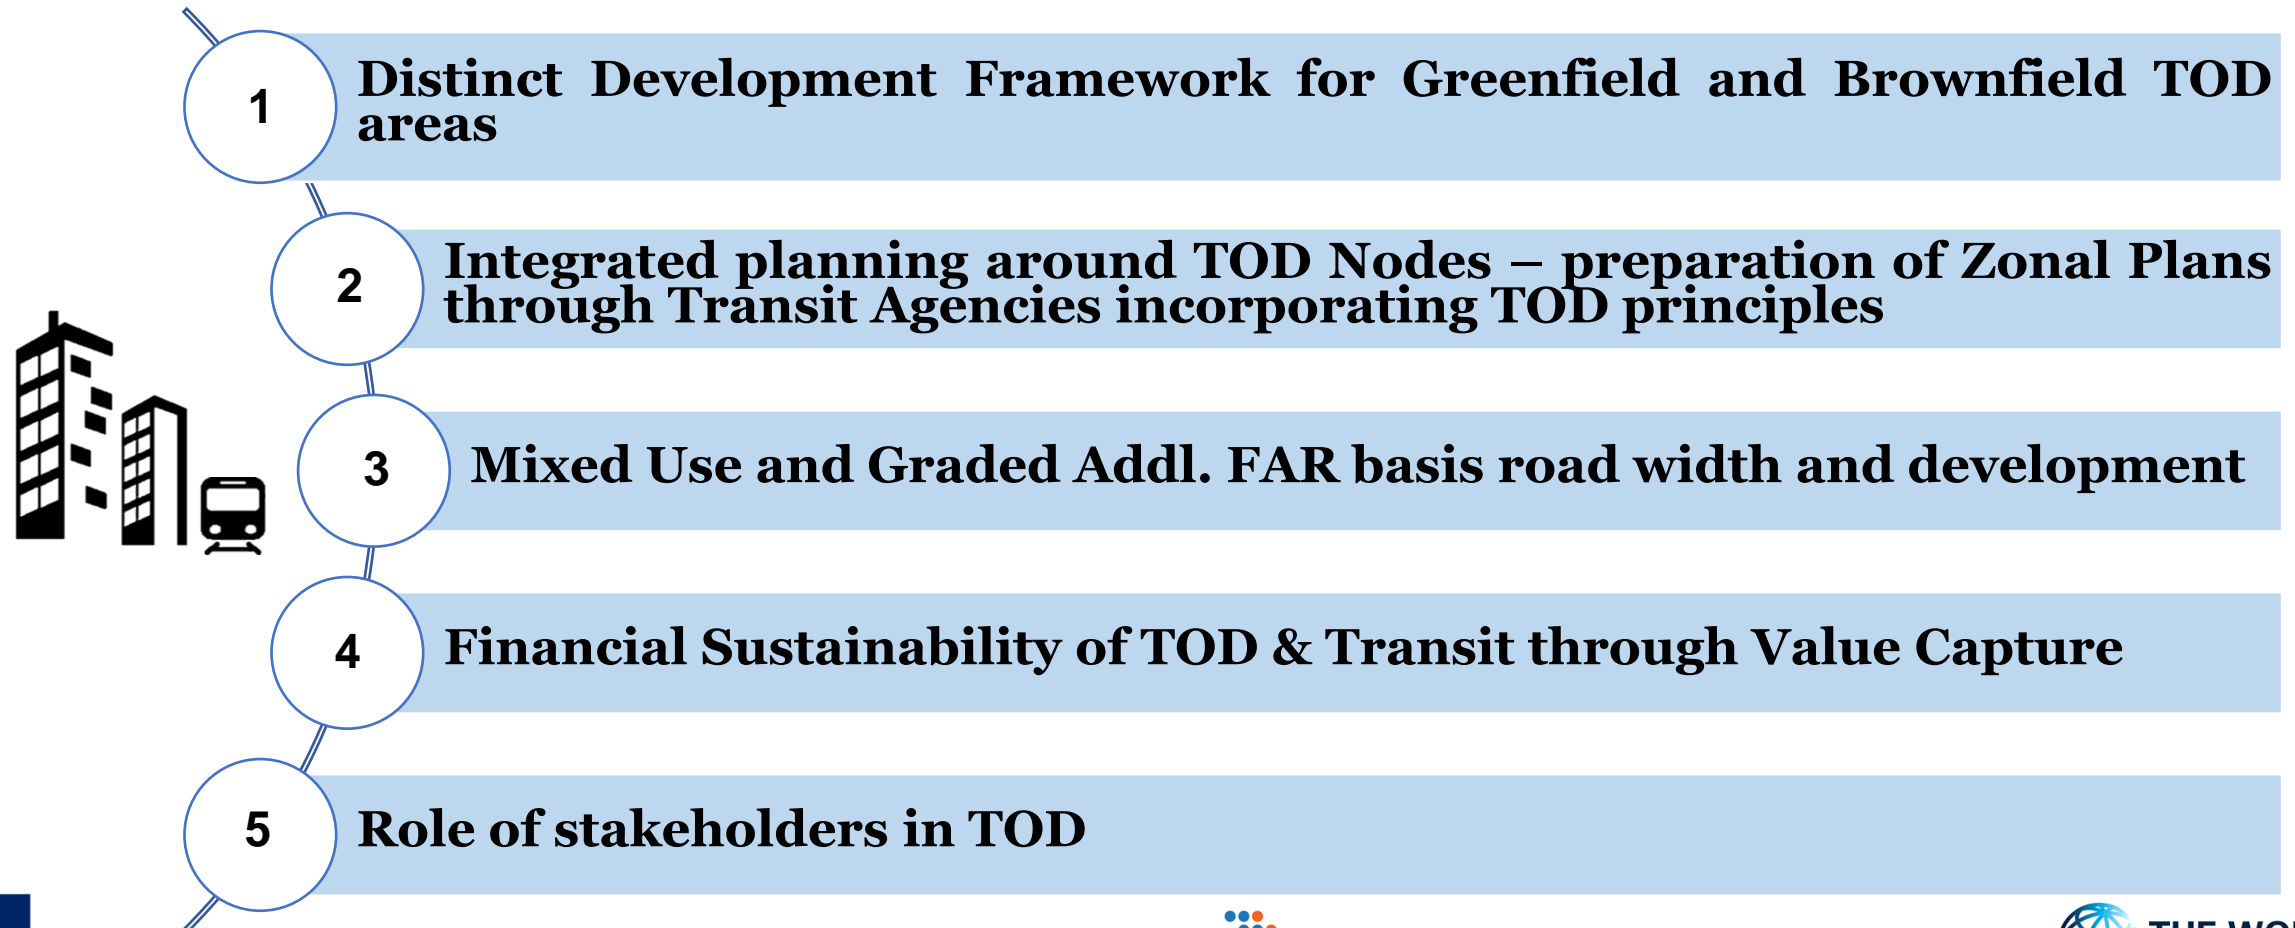 1
Distinct Development Framework for Greenfield and Brownfield TOD
areas
2
Integrated planning around TOD Nodes – preparation of Zonal Plans
through Transit Agencies incorporating TOD principles
3
Mixed Use and Graded Addl. FAR basis road width and development
4
Financial Sustainability of TOD & Transit through Value Capture
5
Role of stakeholders in TOD